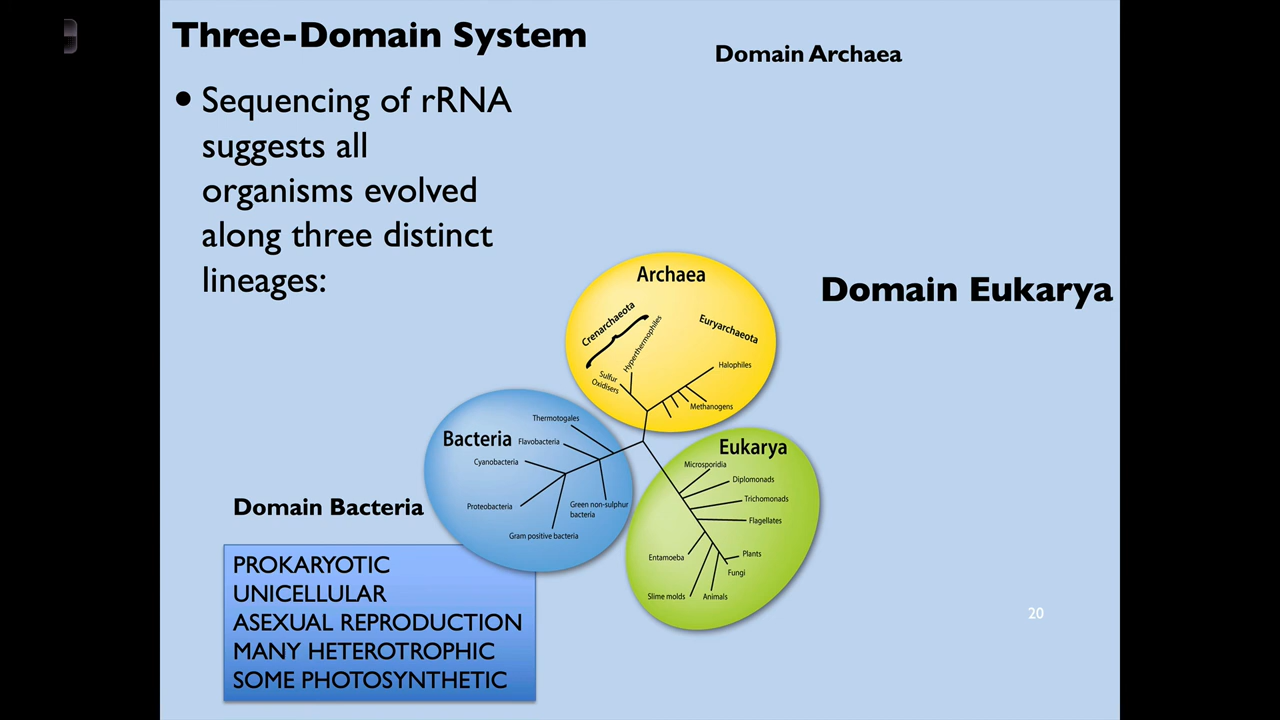 Three-Domain System
Domain Archaea
• Sequencing of rRNA
suggests all
organisms evolved
along three distinct
lineages:
Domain Eukarya
Archaea
Crenarchaeota
Hyperthermophiles
Euryarchaeota
Sulfur
Oxidisers
Halophiles
Methanogens
Bacteria
Thermotogales
Flavobacteria
Cyanobacteria
Proteobacteria
Green non-sulphur
bacteria
Gram positive bacteria
Eukarya
Microsporidia
Diplomonads
Trichomonads
Flagellates
Entamoeba
Plants
Fungi
Slime molds
Animals
Domain Bacteria
PROKARYOTIC
UNICELLULAR
ASEXUAL REPRODUCTION
MANY HETEROTROPHIC
SOME PHOTOSYNTHETIC
20